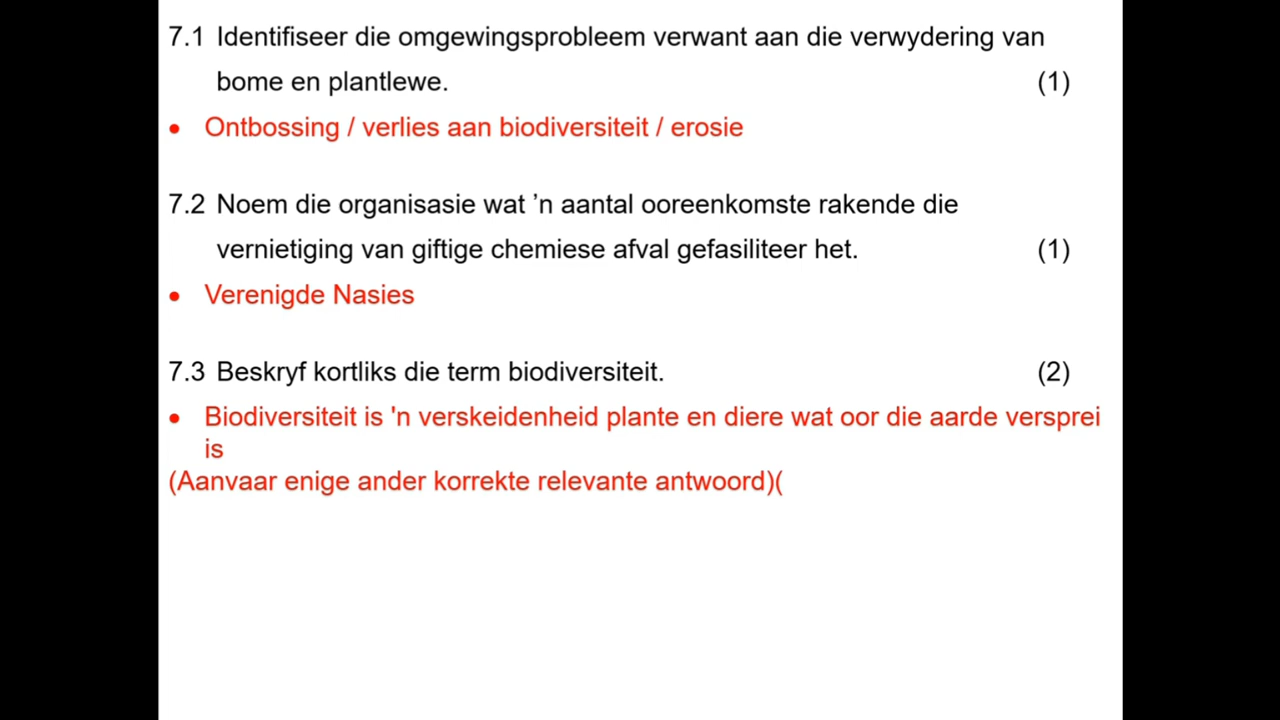 7.1 Identifiseer die omgewingsprobleem verwant aan die verwydering van
bome en plantlewe. (1)
• Ontbossing / verlies aan biodiversiteit / erosie
7.2 Noem die organisasie wat ’n aantal ooreenkomste rakende die
vernietiging van giftige chemiese afval gefasiliteer het. (1)
• Verenigde Nasies
7.3 Beskryf kortliks die term biodiversiteit. (2)
• Biodiversiteit is 'n verskeidenheid plante en diere wat oor die aarde versprei
is
(Aanvaar enige ander korrekte relevante antwoord)(